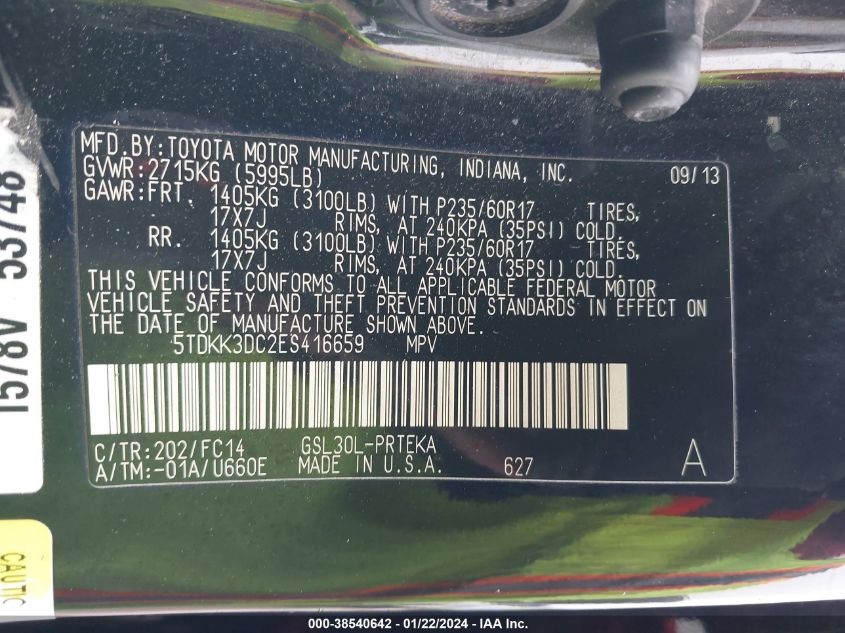 MFD.BY:TOYOTA MOTOR MANUFACTURING, INDIANA, INC. 09/13
GVWR:2715KG (5995LB)
GAWR:FRT. 1405KG (3100LB) WITH P235/60R17 TIRES,
17X7J RIMS, AT 240KPA (35PSI) COLD.
RR. 1405KG (3100LB) WITH P235/60R17 TIRES,
17X7J RIMS, AT 240KPA (35PSI) COLD.
THIS VEHICLE CONFORMS TO ALL APPLICABLE FEDERAL MOTOR
VEHICLE SAFETY AND THEFT PREVENTION STANDARDS IN EFFECT ON
THE DATE OF MANUFACTURE SHOWN ABOVE.
5TDKK3DC2ES416659 MPV
C/TR:202/FC14 GSL30L-PRTEKA
A/TM:-01A/U660E MADE IN U.S.A. 627 A
1578V 53748
CAUTIC
000-38540642 - 01/22/2024 - IAA Inc.